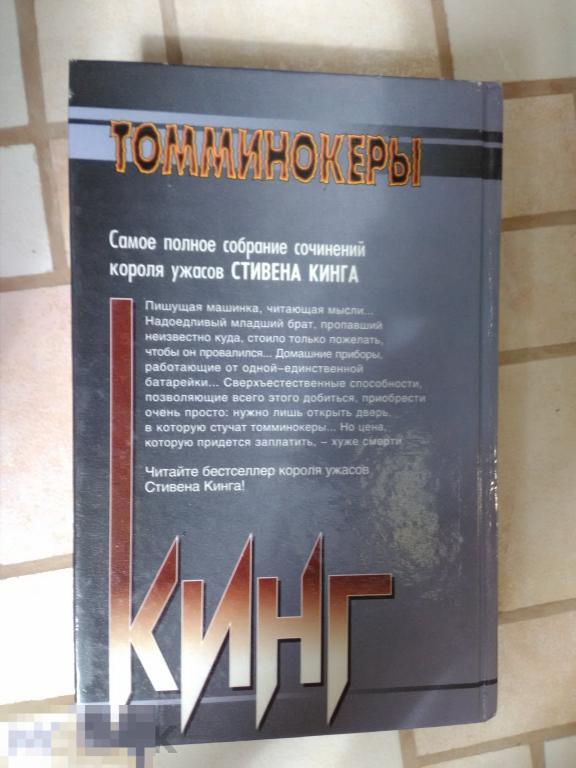 ТОММИНОКЕРЫ
Самое полное собрание сочинений
короля ужасов СТИВЕНА КИНГА
Пишущая машинка, читающая мысли...
Надоедливый младший брат, пропавший
неизвестно куда, стоило только пожелать,
чтобы он провалился... Домашние приборы,
работающие от одной-единственной
батарейки... Сверхъестественные способности,
позволяющие всего этого добиться, приобрести
очень просто: нужно лишь открыть дверь,
в которую стучат томминокеры... Но цена,
которую придется заплатить, – хуже смерти
Читайте бестселлер короля ужасов
Стивена Кинга!
КИНГ